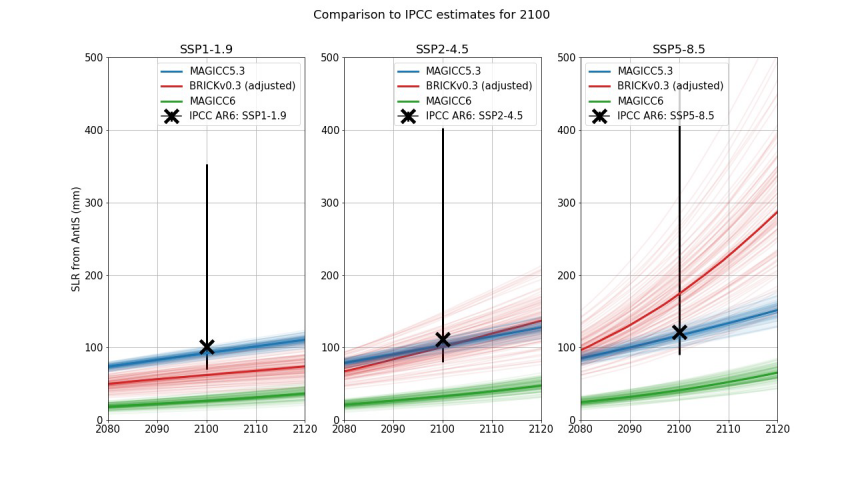 Comparison to IPCC estimates for 2100
SSP1-1.9
SSP2-4.5
SSP5-8.5
SLR from AntIS (mm)
500
400
300
200
100
0
MAGICC5.3
BRICKv0.3 (adjusted)
MAGICC6
IPCC AR6: SSP1-1.9
2080 2090 2100 2110 2120
500
400
300
200
100
0
MAGICC5.3
BRICKv0.3 (adjusted)
MAGICC6
IPCC AR6: SSP2-4.5
2080 2090 2100 2110 2120
500
400
300
200
100
0
MAGICC5.3
BRICKv0.3 (adjusted)
MAGICC6
IPCC AR6: SSP5-8.5
2080 2090 2100 2110 2120